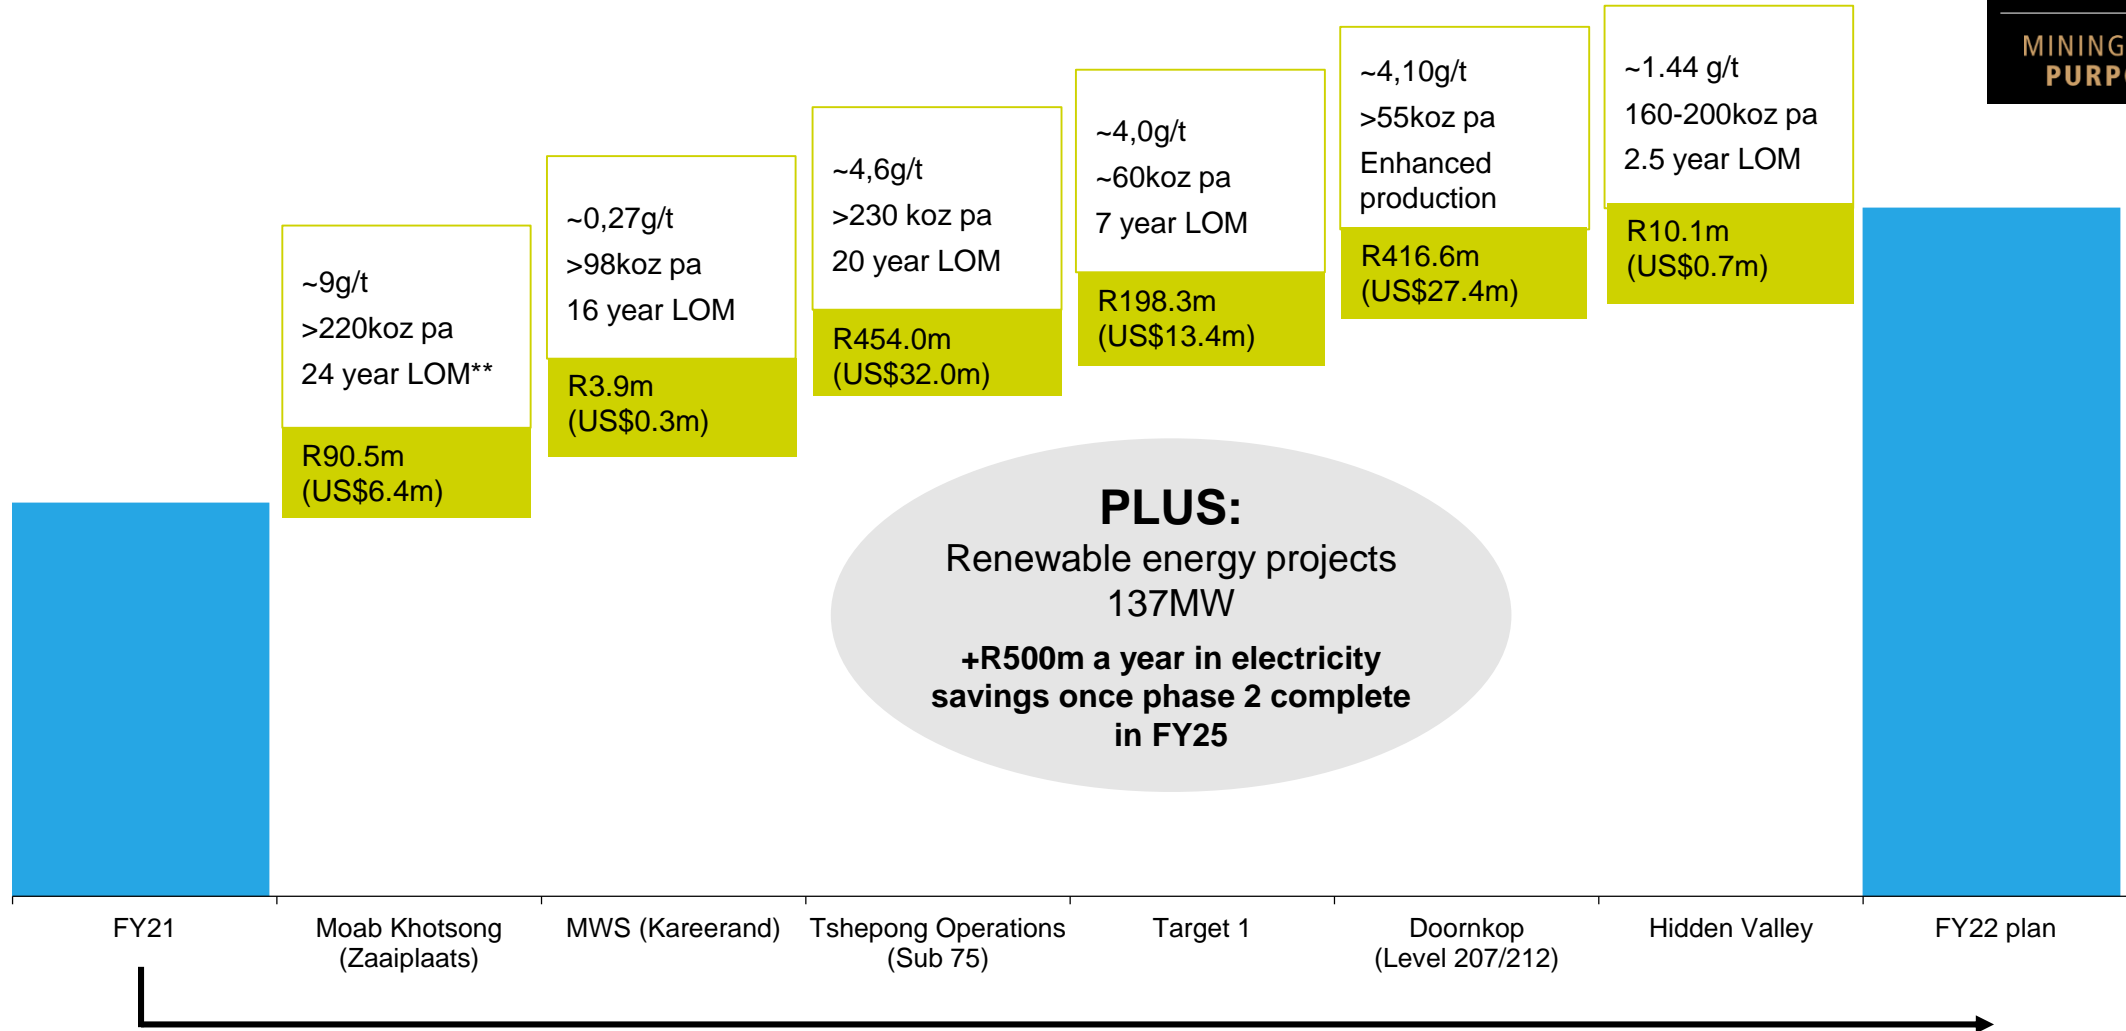 MINING
PURP
~9g/t
>220koz pa
24 year LOM**
R90.5m
(US$6.4m)
~0,27g/t
>98koz pa
16 year LOM
R3.9m
(US$0.3m)
~4,6g/t
>230 koz pa
20 year LOM
R454.0m
(US$32.0m)
~4,0g/t
~60koz pa
7 year LOM
R198.3m
(US$13.4m)
~4,10g/t
>55koz pa
Enhanced
production
R416.6m
(US$27.4m)
~1.44 g/t
160-200koz pa
2.5 year LOM
R10.1m
(US$0.7m)
PLUS:
Renewable energy projects
137MW
+R500m a year in electricity
savings once phase 2 complete
in FY25
FY21
Moab Khotsong
(Zaaiplaats)
MWS (Kareerand)
Tshepong Operations
(Sub 75)
Target 1
Doornkop
(Level 207/212)
Hidden Valley
FY22 plan